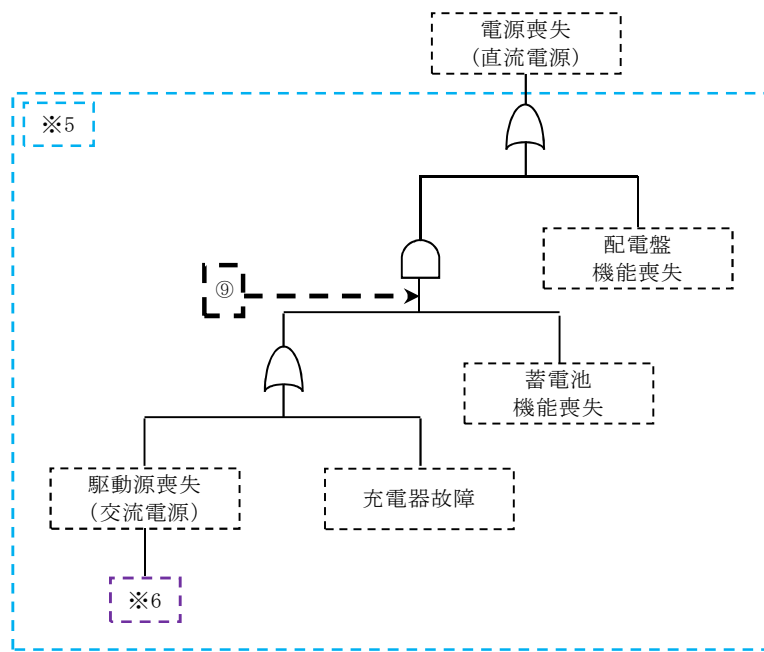 電源喪失
(直流電源)
※5
配電盤
機能喪失
⑨
蓄電池
機能喪失
駆動源喪失
(交流電源)
充電器故障
※6